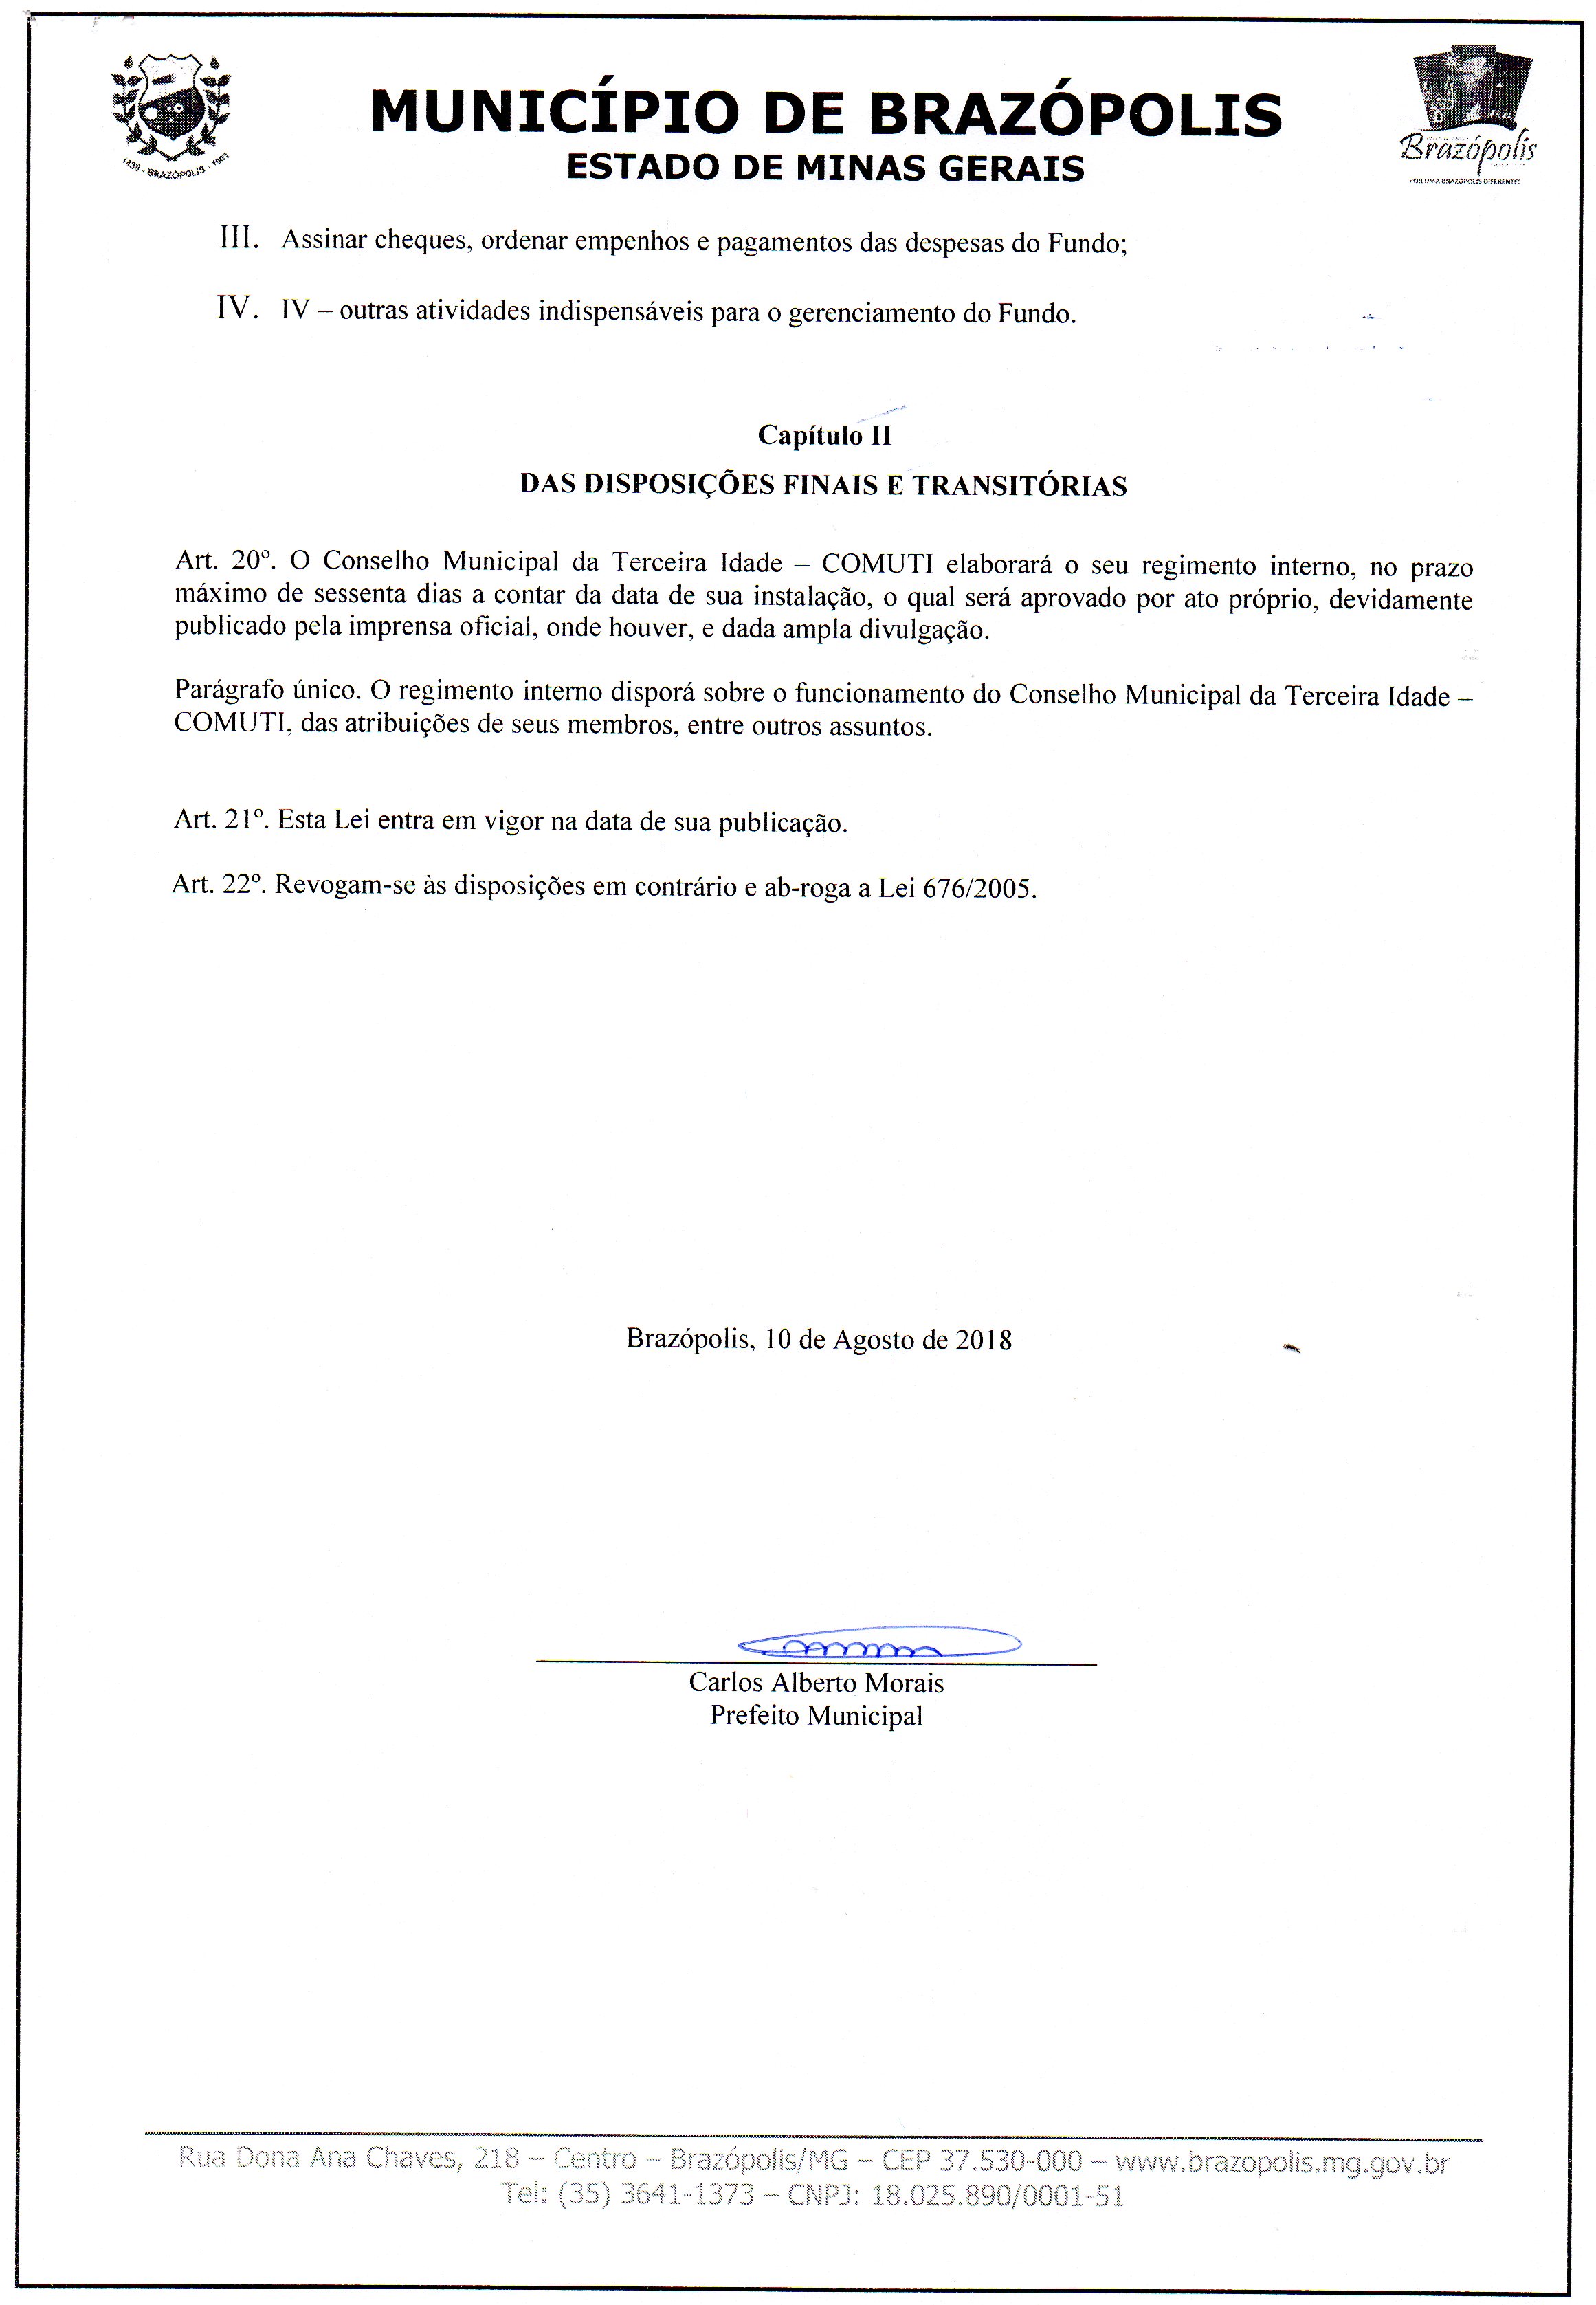 MUNICÍPIO DE BRAZÓPOLIS
ESTADO DE MINAS GERAIS
BRAZÓPOLIS
Brazópolis
POR UMA BRAZÓPOLIS DIFERENTE!
III. Assinar cheques, ordenar empenhos e pagamentos das despesas do Fundo;
IV. IV – outras atividades indispensáveis para o gerenciamento do Fundo.
Capítulo II
DAS DISPOSIÇÕES FINAIS E TRANSITÓRIAS
Art. 20º. O Conselho Municipal da Terceira Idade – COMUTI elaborará o seu regimento interno, no prazo
máximo de sessenta dias a contar da data de sua instalação, o qual será aprovado por ato próprio, devidamente
publicado pela imprensa oficial, onde houver, e dada ampla divulgação.
Parágrafo único. O regimento interno disporá sobre o funcionamento do Conselho Municipal da Terceira Idade –
COMUTI, das atribuições de seus membros, entre outros assuntos.
Art. 21º. Esta Lei entra em vigor na data de sua publicação.
Art. 22º. Revogam-se às disposições em contrário e ab-roga a Lei 676/2005.
Brazópolis, 10 de Agosto de 2018
Carlos Alberto Morais
Prefeito Municipal
Rua Dona Ana Chaves, 218 – Centro – Brazópolis/MG – CEP 37.530-000 – www.brazopolis.mg.gov.br
Tel: (35) 3641-1373 – CNPJ: 18.025.890/0001-51